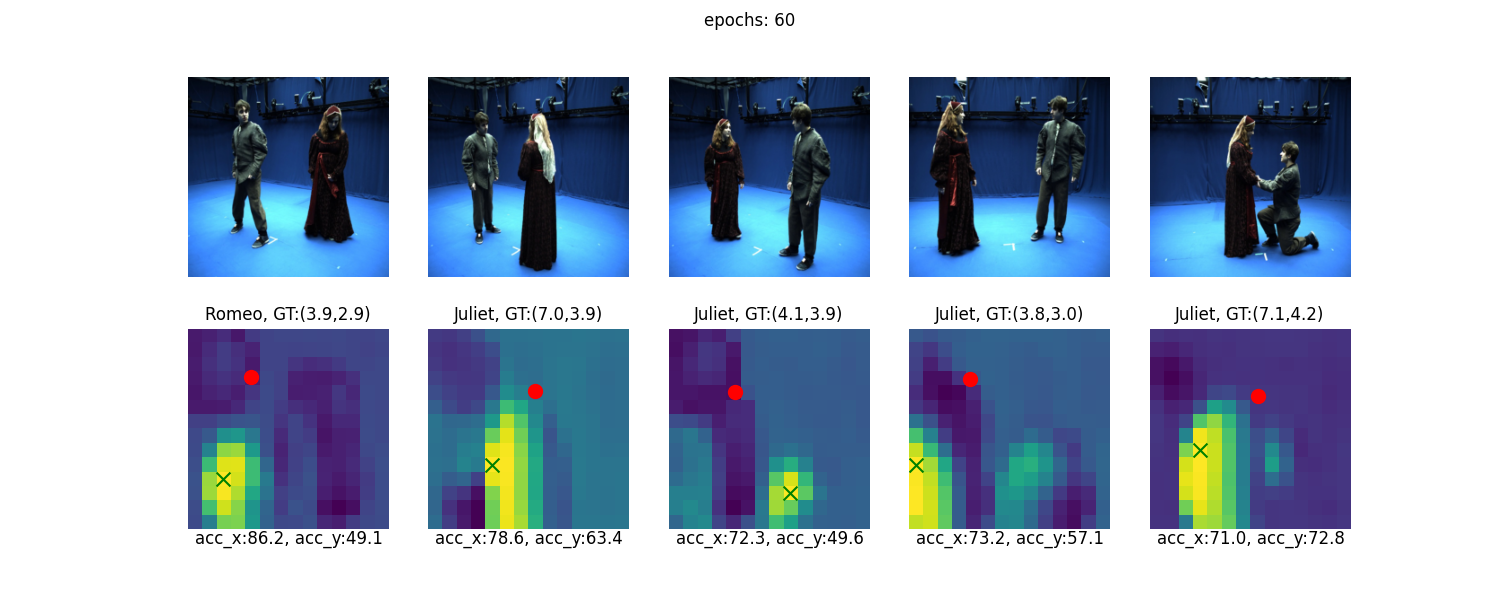 epochs: 60
Romeo, GT:(3.9,2.9)
Juliet, GT:(7.0,3.9)
Juliet, GT:(4.1,3.9)
Juliet, GT:(3.8,3.0)
Juliet, GT:(7.1,4.2)
acc_x:86.2, acc_y:49.1
acc_x:78.6, acc_y:63.4
acc_x:72.3, acc_y:49.6
acc_x:73.2, acc_y:57.1
acc_x:71.0, acc_y:72.8